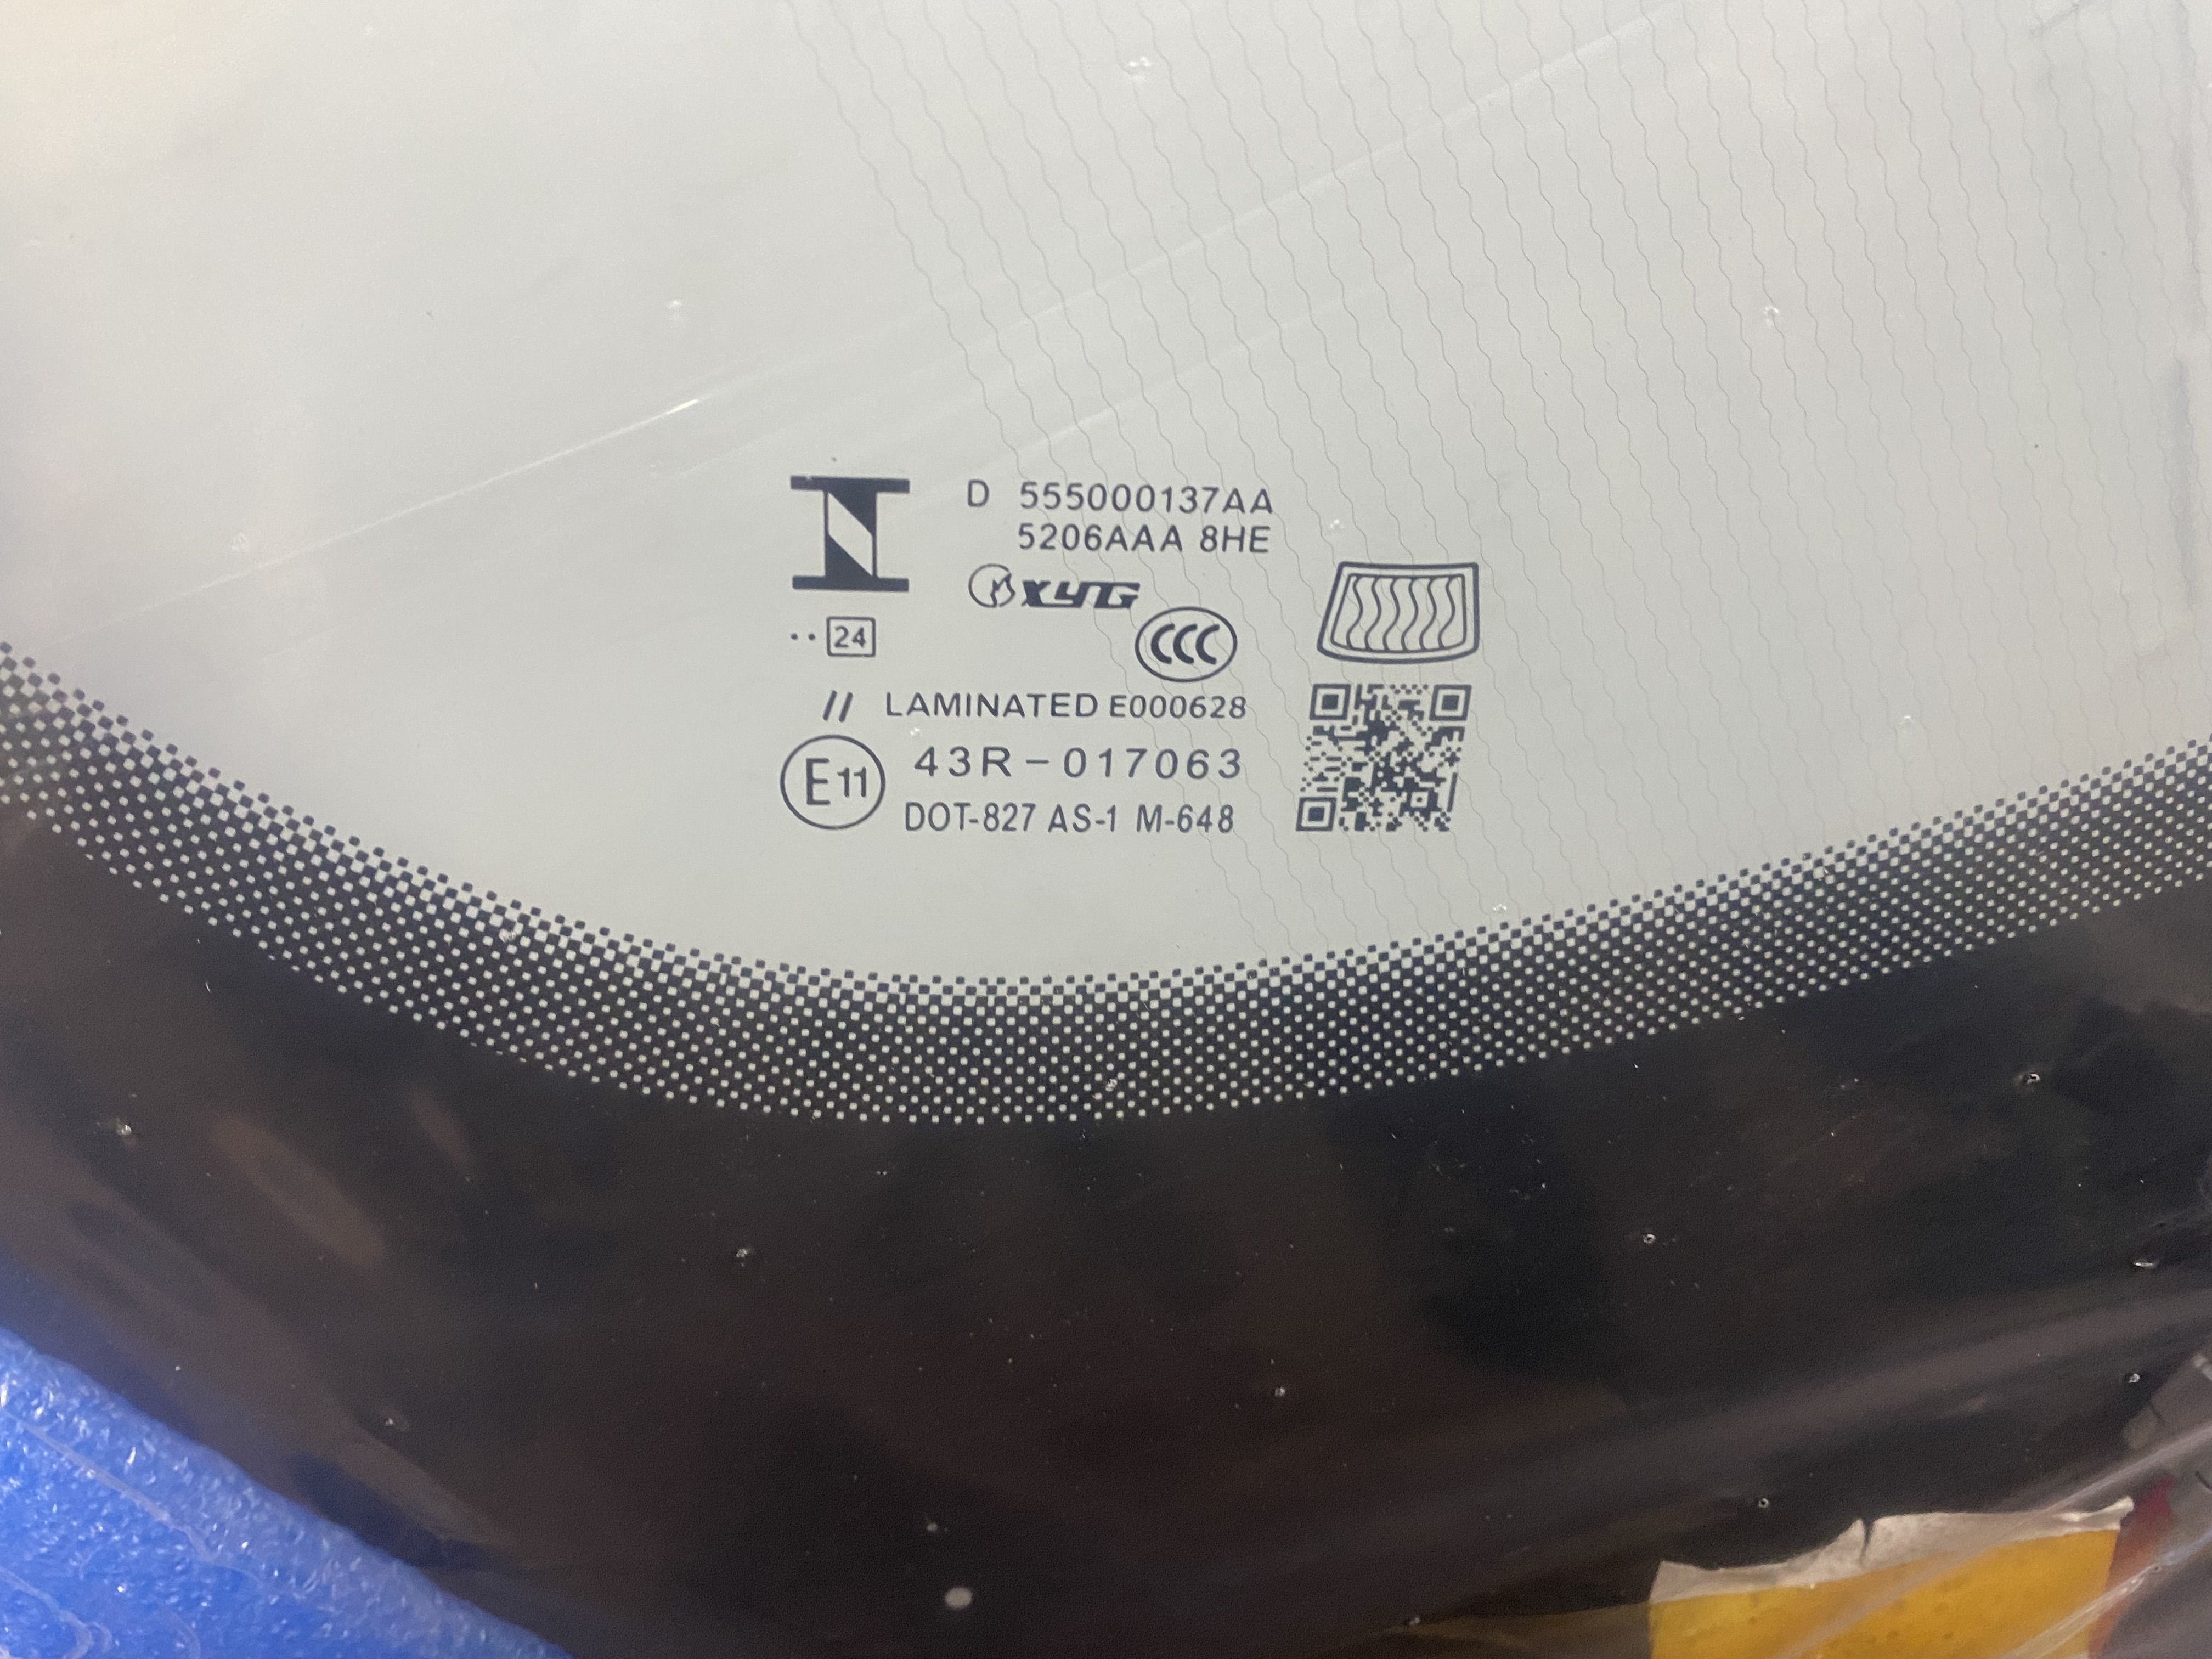 D 555000137AA
5206AAA 8HE
XYG
·· 24
CCC
// LAMINATED E000628
E11 43R-017063
DOT-827 AS-1 M-648